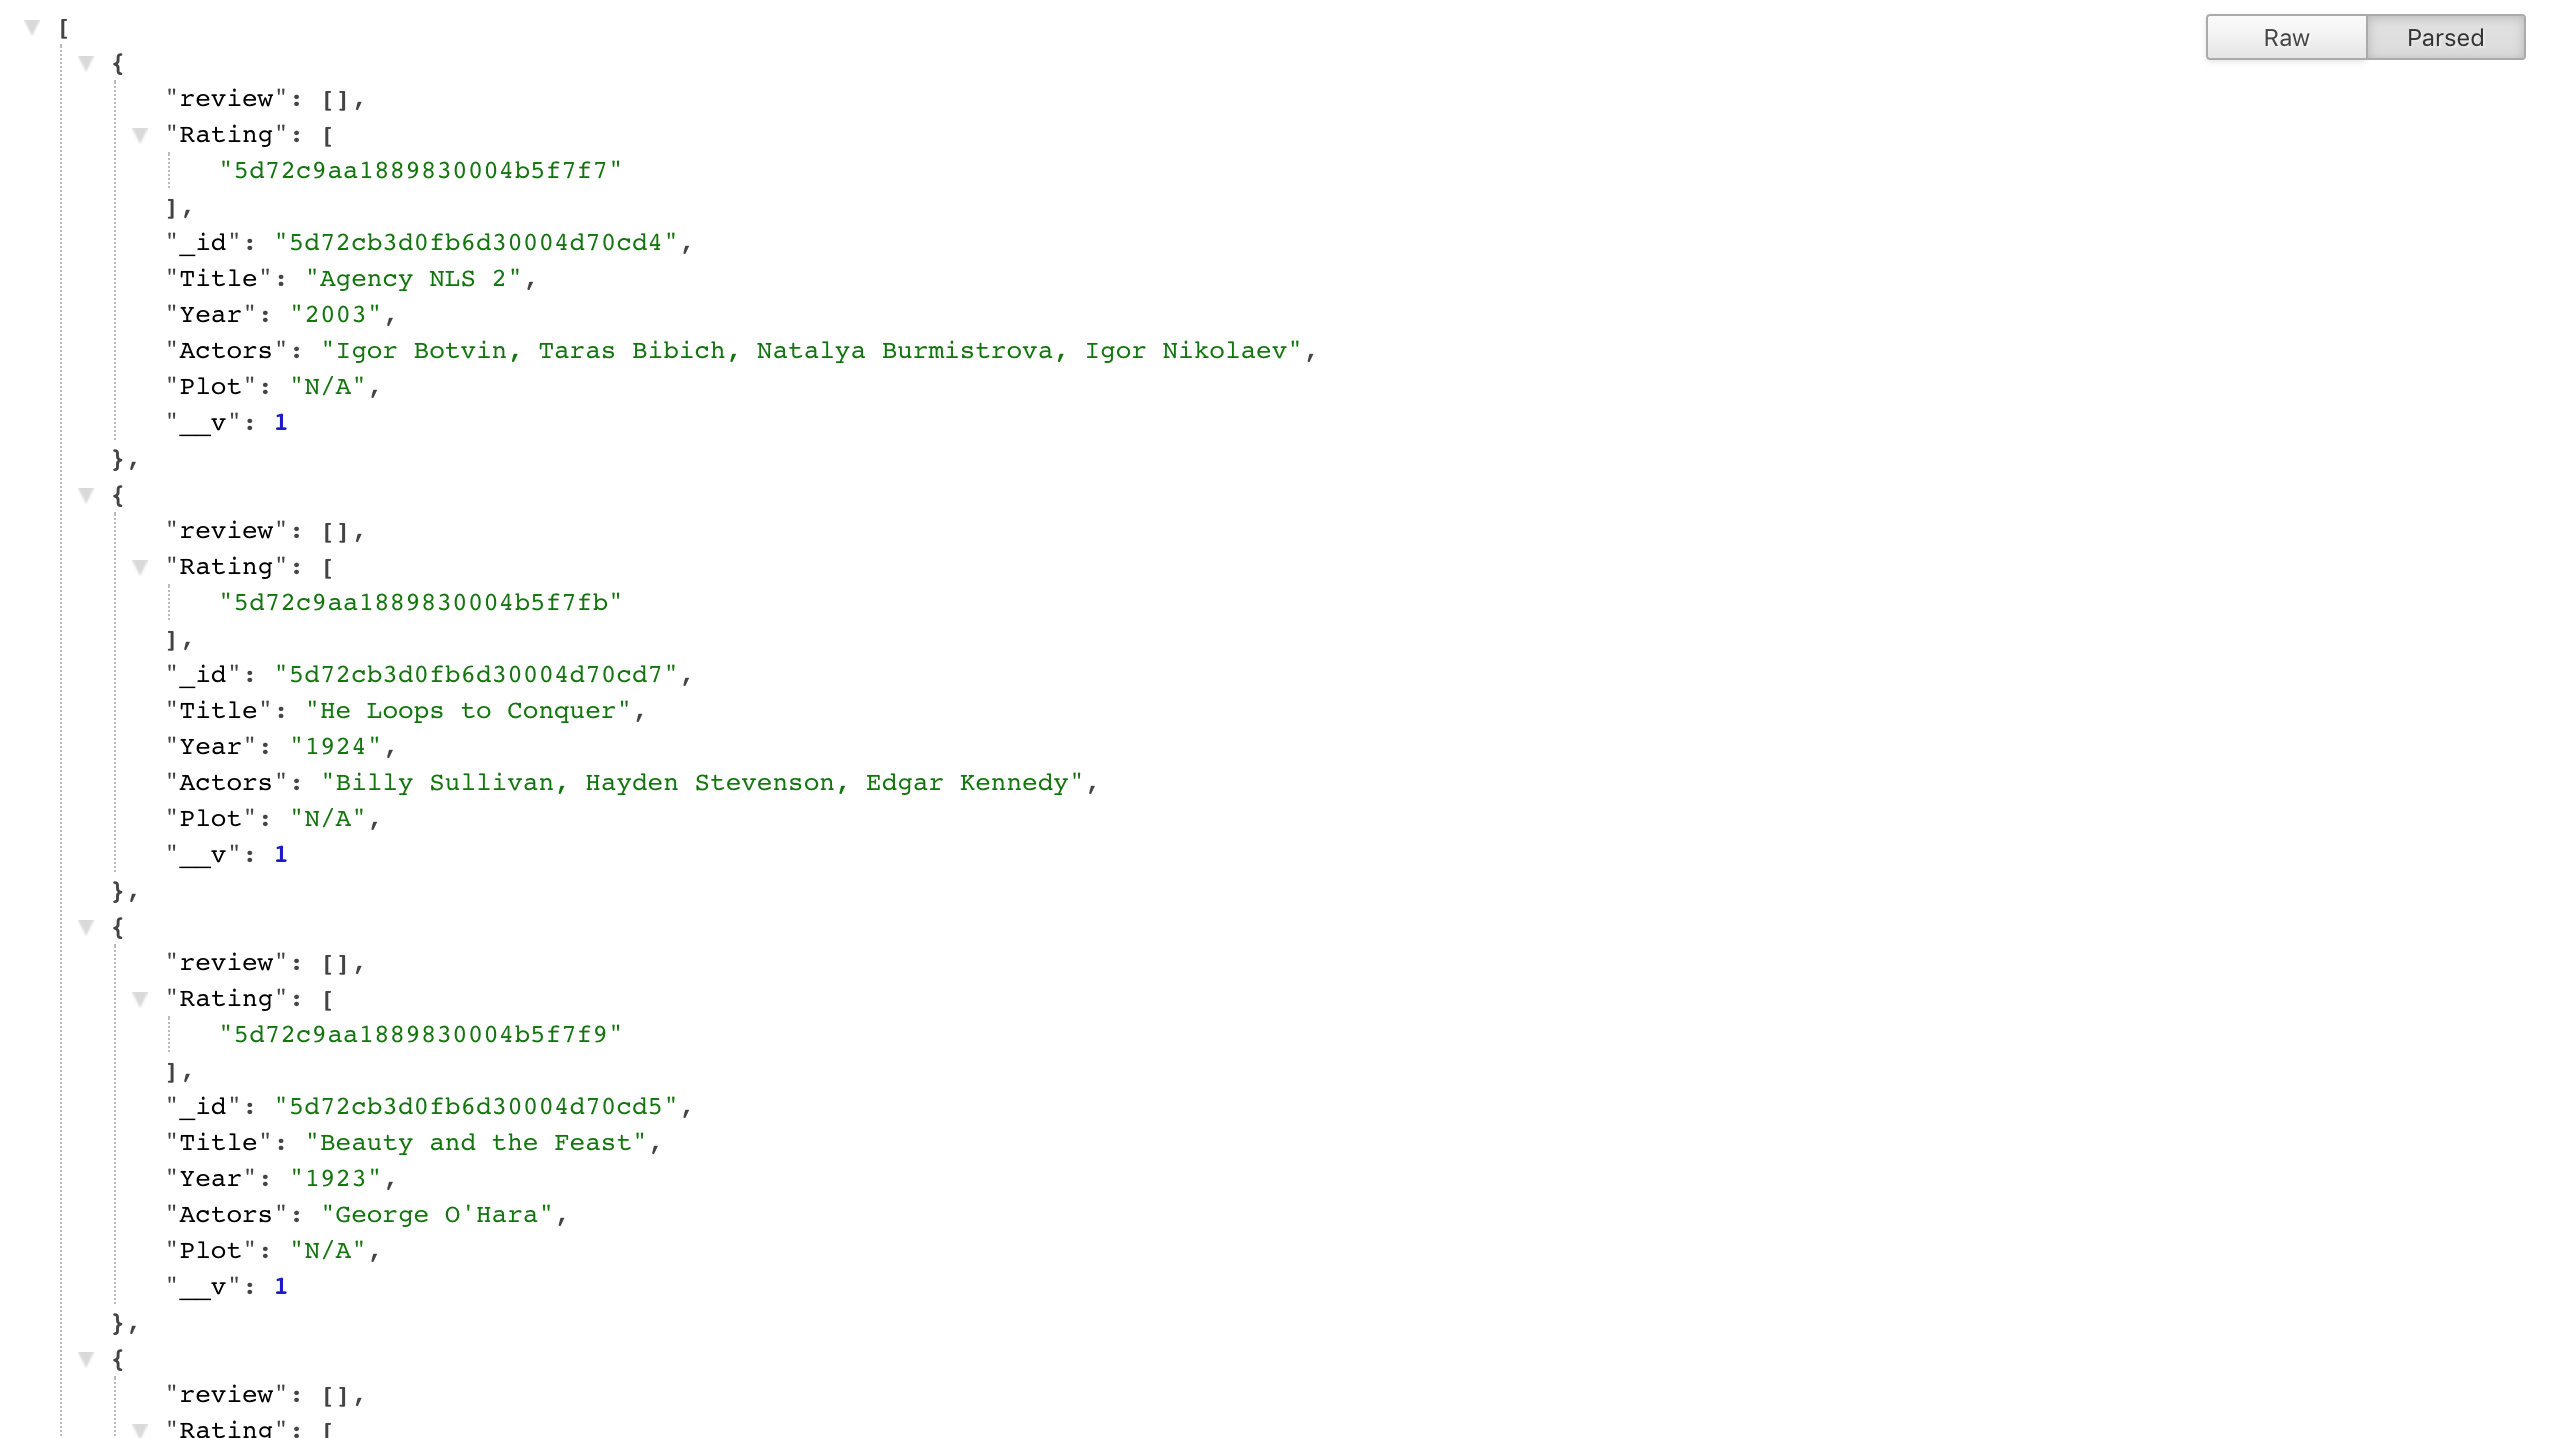 [
Raw Parsed
{
"review": [],
"Rating": [
"5d72c9aa1889830004b5f7f7"
],
"_id": "5d72cb3d0fb6d30004d70cd4",
"Title": "Agency NLS 2",
"Year": "2003",
"Actors": "Igor Botvin, Taras Bibich, Natalya Burmistrova, Igor Nikolaev",
"Plot": "N/A",
"__v": 1
},
{
"review": [],
"Rating": [
"5d72c9aa1889830004b5f7fb"
],
"_id": "5d72cb3d0fb6d30004d70cd7",
"Title": "He Loops to Conquer",
"Year": "1924",
"Actors": "Billy Sullivan, Hayden Stevenson, Edgar Kennedy",
"Plot": "N/A",
"__v": 1
},
{
"review": [],
"Rating": [
"5d72c9aa1889830004b5f7f9"
],
"_id": "5d72cb3d0fb6d30004d70cd5",
"Title": "Beauty and the Feast",
"Year": "1923",
"Actors": "George O'Hara",
"Plot": "N/A",
"__v": 1
},
{
"review": [],
"Rating": [